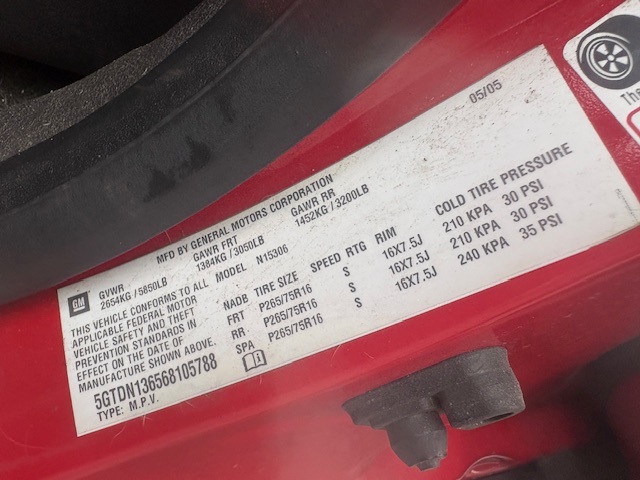 05/05
MFD BY GENERAL MOTORS CORPORATION
GVWR GAWR FRT GAWR RR
2654KG / 5850LB 1384KG / 3050LB 1452KG / 3200LB
GM
THIS VEHICLE CONFORMS TO ALL
APPLICABLE FEDERAL MOTOR
VEHICLE SAFETY AND THEFT
PREVENTION STANDARDS IN
EFFECT ON THE DATE OF
MANUFACTURE SHOWN ABOVE.
MODEL N15306
5GTDN136568105788
TYPE: M.P.V.
NADB TIRE SIZE SPEED RTG RIM COLD TIRE PRESSURE
FRT P265/75R16 S 16X7.5J 210 KPA 30 PSI
RR P265/75R16 S 16X7.5J 210 KPA 30 PSI
SPA P265/75R16 S 16X7.5J 240 KPA 35 PSI
The